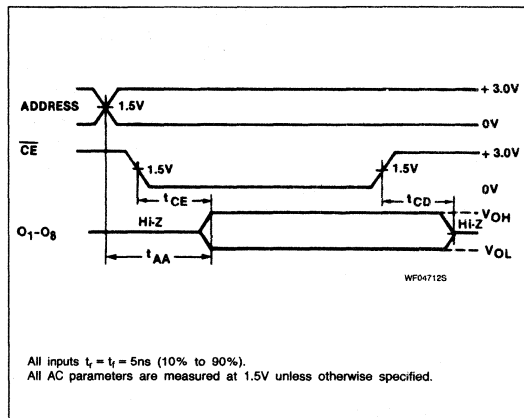 + 3.0V
ADDRESS
1.5V
0V
CE
+ 3.0V
1.5V
1.5V
0V
tCE
tCD
Hi-Z
VOH
Hi-Z
O1–O8
tAA
VOL
WF04712S
All inputs tr = tf = 5ns (10% to 90%).
All AC parameters are measured at 1.5V unless otherwise specified.